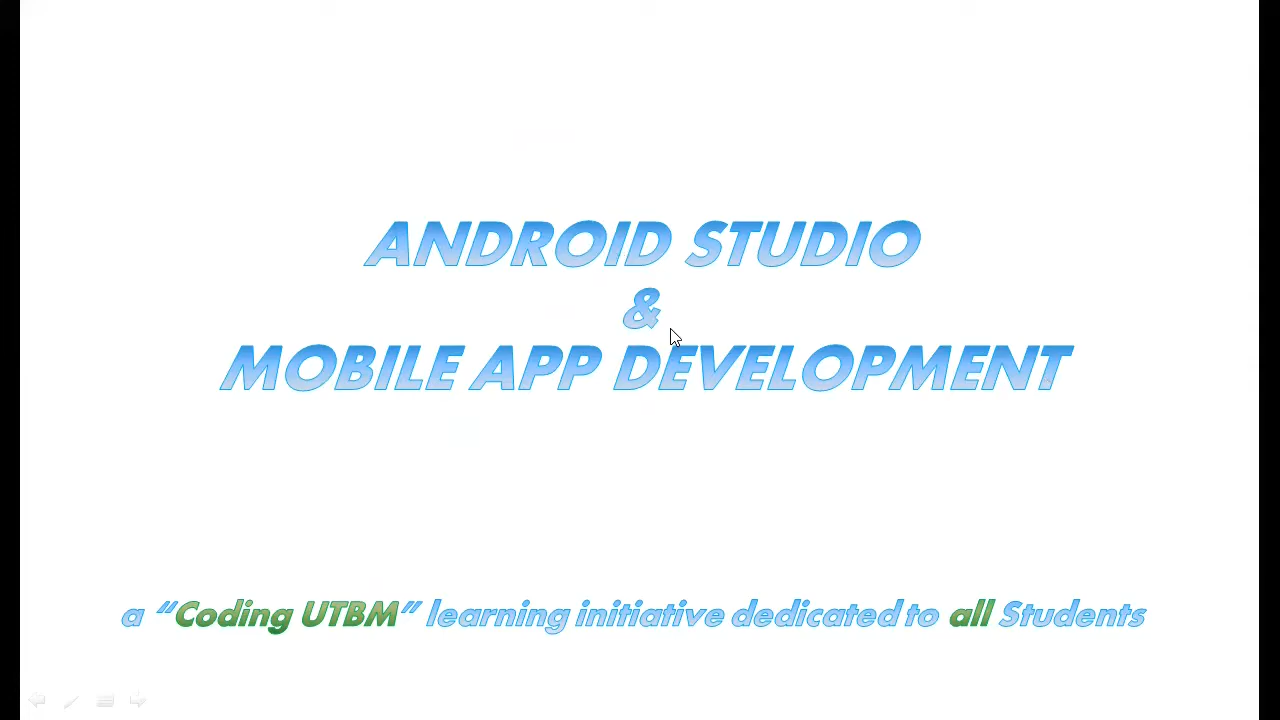 ANDROID STUDIO
&
MOBILE APP DEVELOPMENT
a “Coding UTBM” learning initiative dedicated to all Students